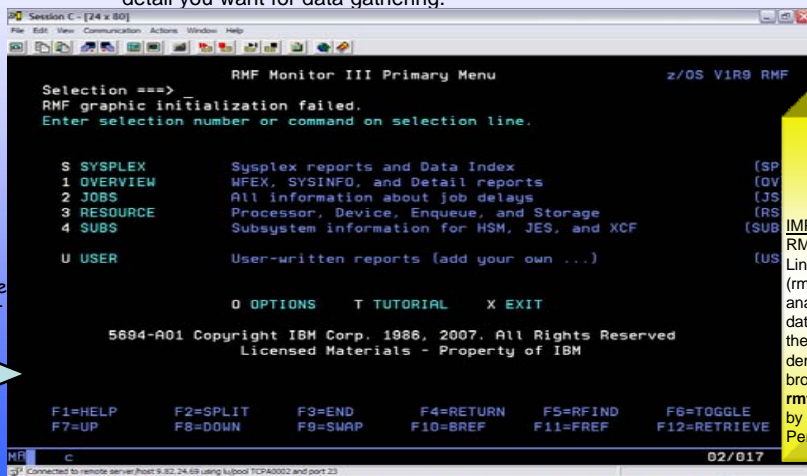 detail you want for data gathering.
Session C - [24 x 80]
File Edit View Communication Actions Window Help
RMF Monitor III Primary Menu z/OS V1R9 RMF
Selection ===> _
RMF graphic initialization failed.
Enter selection number or command on selection line.
S SYSPLEX Sysplex reports and Data Index (SP
1 OVERVIEW WFEX, SYSINFO, and Detail reports (OV
2 JOBS All information about job delays (JS
3 RESOURCE Processor, Device, Enqueue, and Storage (RS
4 SUBS Subsystem information for HSM, JES, and XCF (SUB
U USER User-written reports (add your own ...) (US
O OPTIONS T TUTORIAL X EXIT
5694-A01 Copyright IBM Corp. 1986, 2007. All Rights Reserved
Licensed Materials - Property of IBM
F1=HELP F2=SPLIT F3=END F4=RETURN F5=RFIND F6=TOGGLE
F7=UP F8=DOWN F9=SWAP F10=BREF F11=FREF F12=RETRIEVE
MA c 02/017
Connected to remote server/host 9.82.24.69 using lu/pool TCPA0002 and port 23
IMP
RM
Lin
(rm
ana
dat
the
der
bro
rm
by
Per